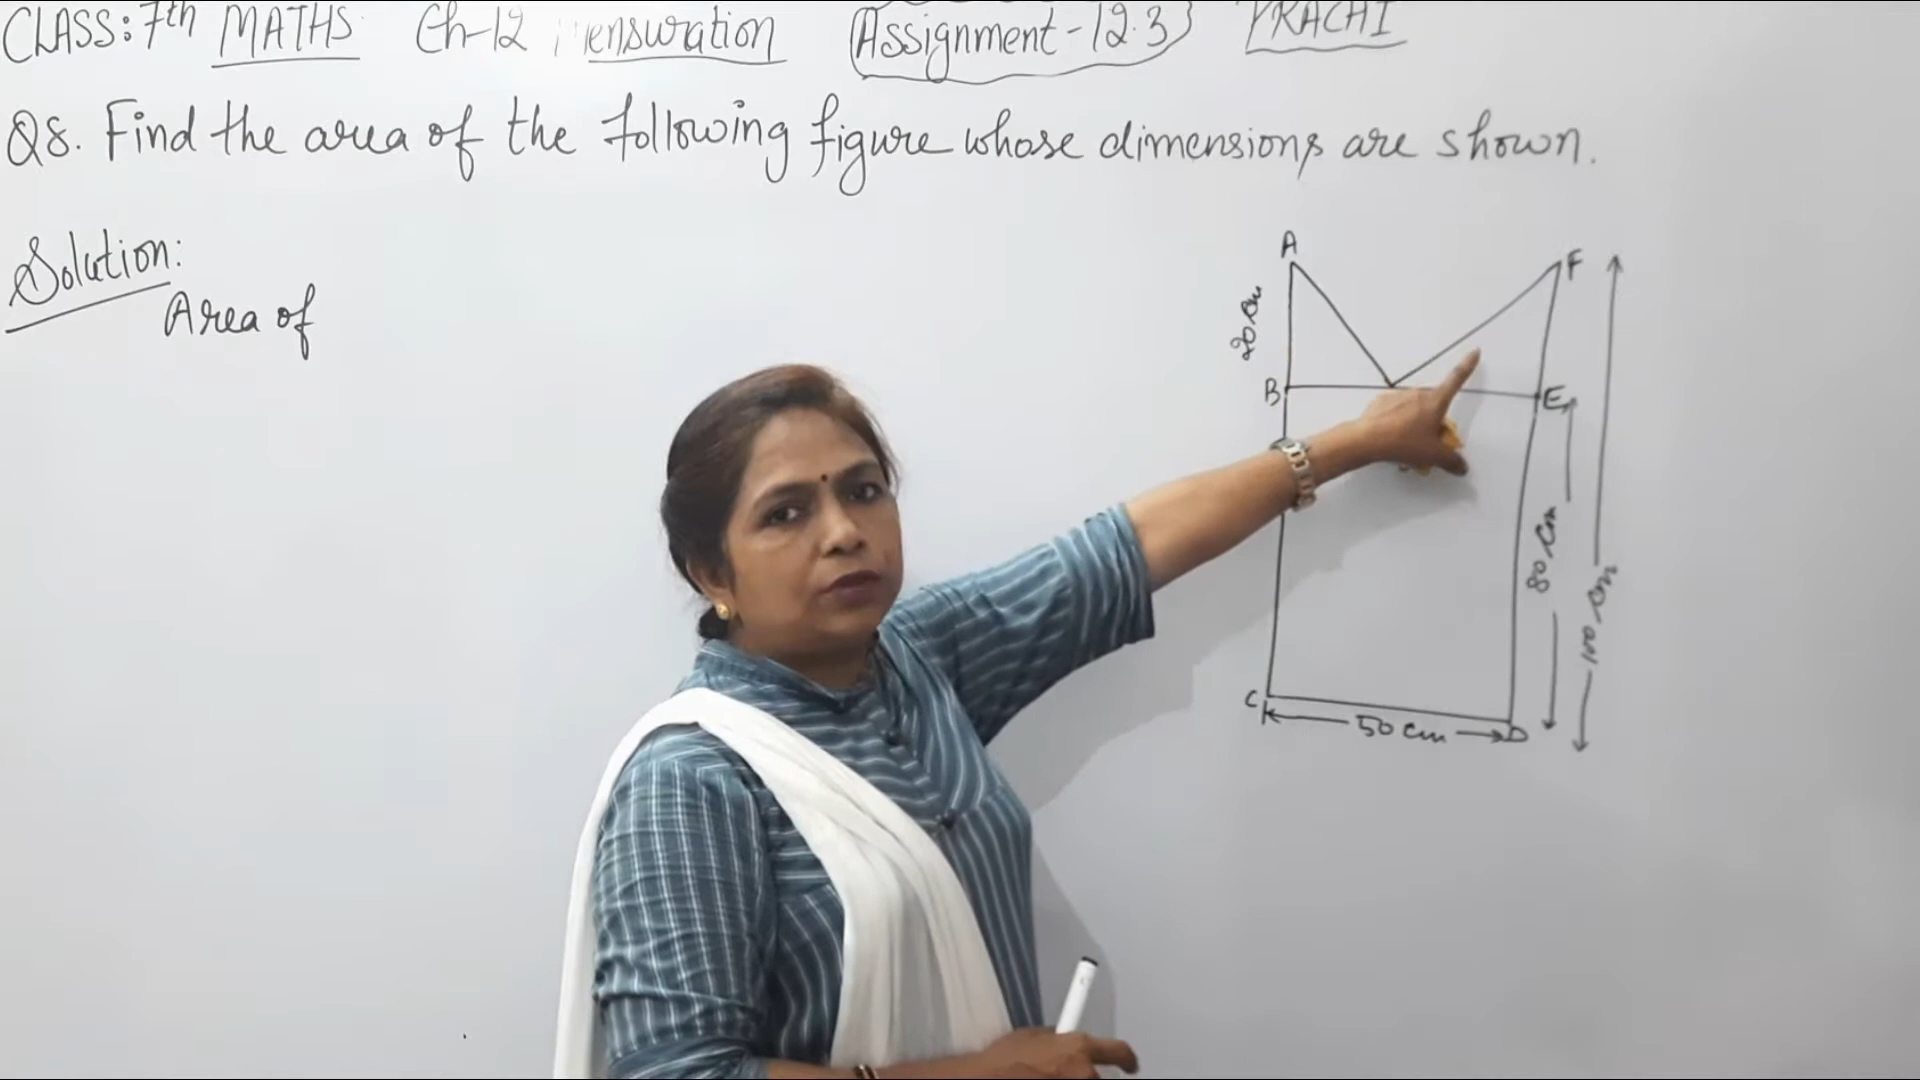 CLASS: 7th MATHS Ch-12 Mensuration Assignment-12.3 PRACHI
Q8. Find the area of the following figure whose dimensions are shown.
Solution:
Area of
A
F
20 cm
B
E
80 cm
100 cm
C
50 cm
D